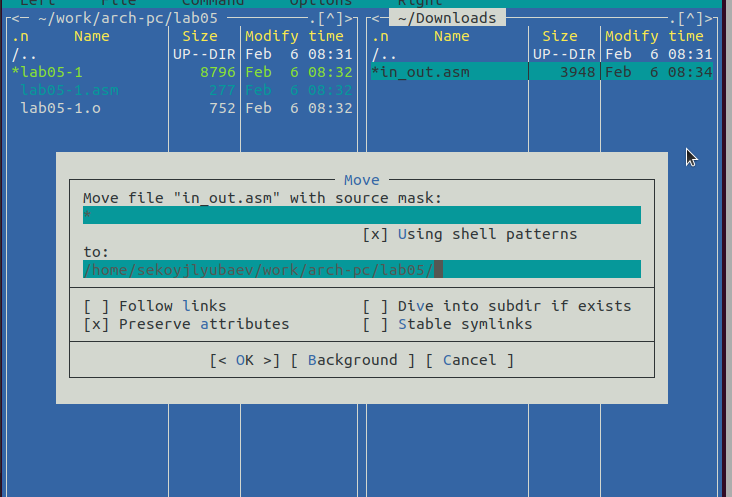 Left File Command Options Right
<─ ~/work/arch-pc/lab05 ─.[^]> <─ ~/Downloads ─.[^]>
.n Name Size Modify time .n Name Size Modify time
/.. UP--DIR Feb 6 08:31 /.. UP--DIR Feb 6 08:31
*lab05-1 8796 Feb 6 08:32 *in_out.asm 3948 Feb 6 08:34
lab05-1.asm 277 Feb 6 08:32
lab05-1.o 752 Feb 6 08:32
Move
Move file "in_out.asm" with source mask:
*
[x] Using shell patterns
to:
/home/sekoyjlyubaev/work/arch-pc/lab05/
[ ] Follow links [ ] Dive into subdir if exists
[x] Preserve attributes [ ] Stable symlinks
[< OK >] [ Background ] [ Cancel ]